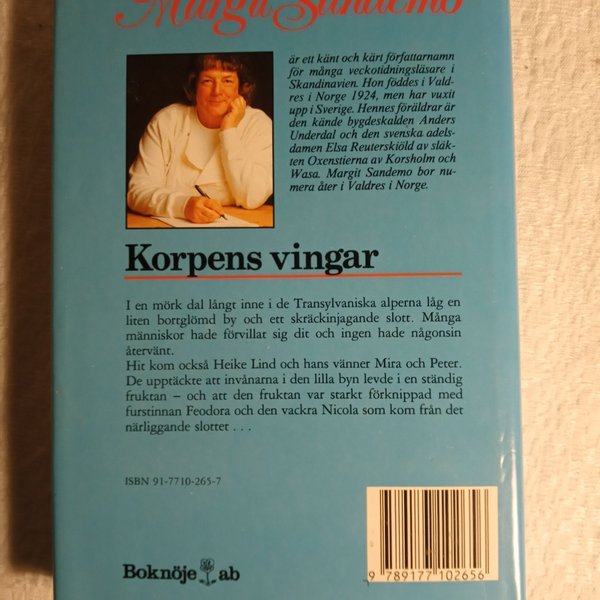 Margit Sandemo
är ett känt och kärt författarnamn
för många veckotidningsläsare i
Skandinavien. Hon föddes i Vald-
res i Norge 1924, men har vuxit
upp i Sverige. Hennes föräldrar är
den kände bygdeskalden Anders
Underdal och den svenska adels-
damen Elsa Reuterskiöld av släk-
ten Oxenstierna av Korsholm och
Wasa. Margit Sandemo bor nu-
mera åter i Valdres i Norge.
Korpens vingar
I en mörk dal långt inne i de Transylvaniska alperna låg en
liten bortglömd by och ett skräckinjagande slott. Många
människor hade förvillat sig dit och ingen hade någonsin
återvänt.
Hit kom också Heike Lind och hans vänner Mira och Peter.
De upptäckte att invånarna i den lilla byn levde i en ständig
fruktan – och att den fruktan var starkt förknippad med
furstinnan Feodora och den vackra Nicola som kom från det
närliggande slottet . . .
ISBN 91-7710-265-7
Boknöje ab
9 789177 102656